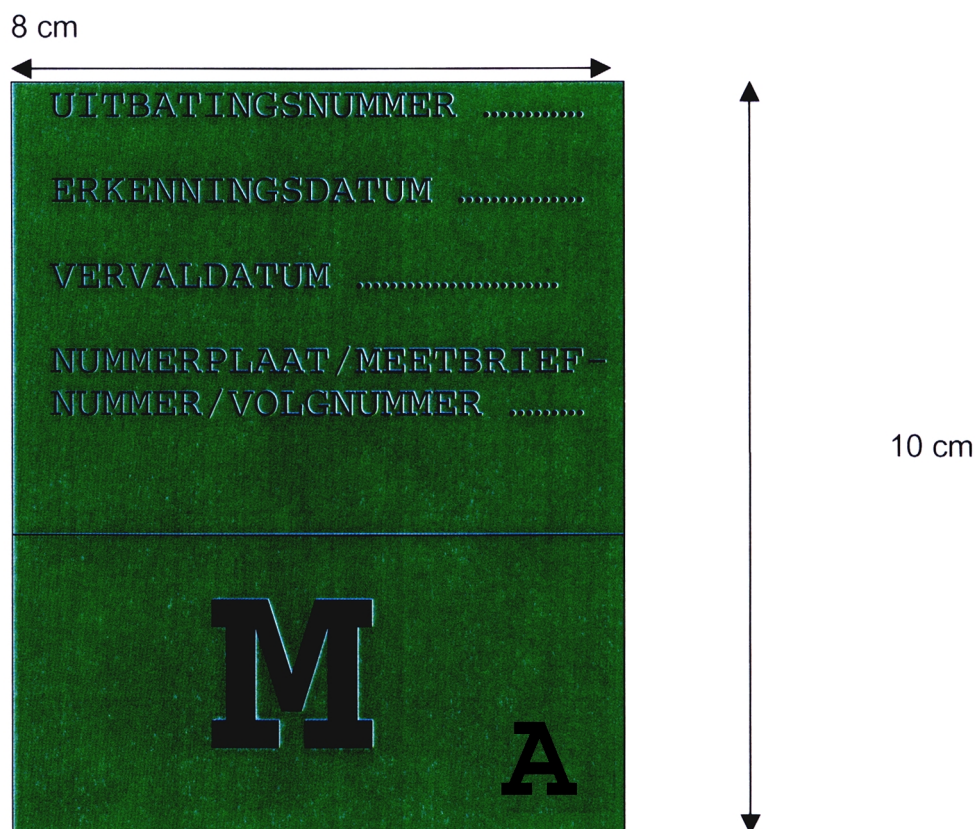 8 cm
UITBATINGSNUMMER ............
ERKENNINGSDATUM ...............
VERVALDATUM ........................
NUMMERPLAAT/MEETBRIEF-
NUMMER/VOLGNUMMER .........
10 cm
M
A